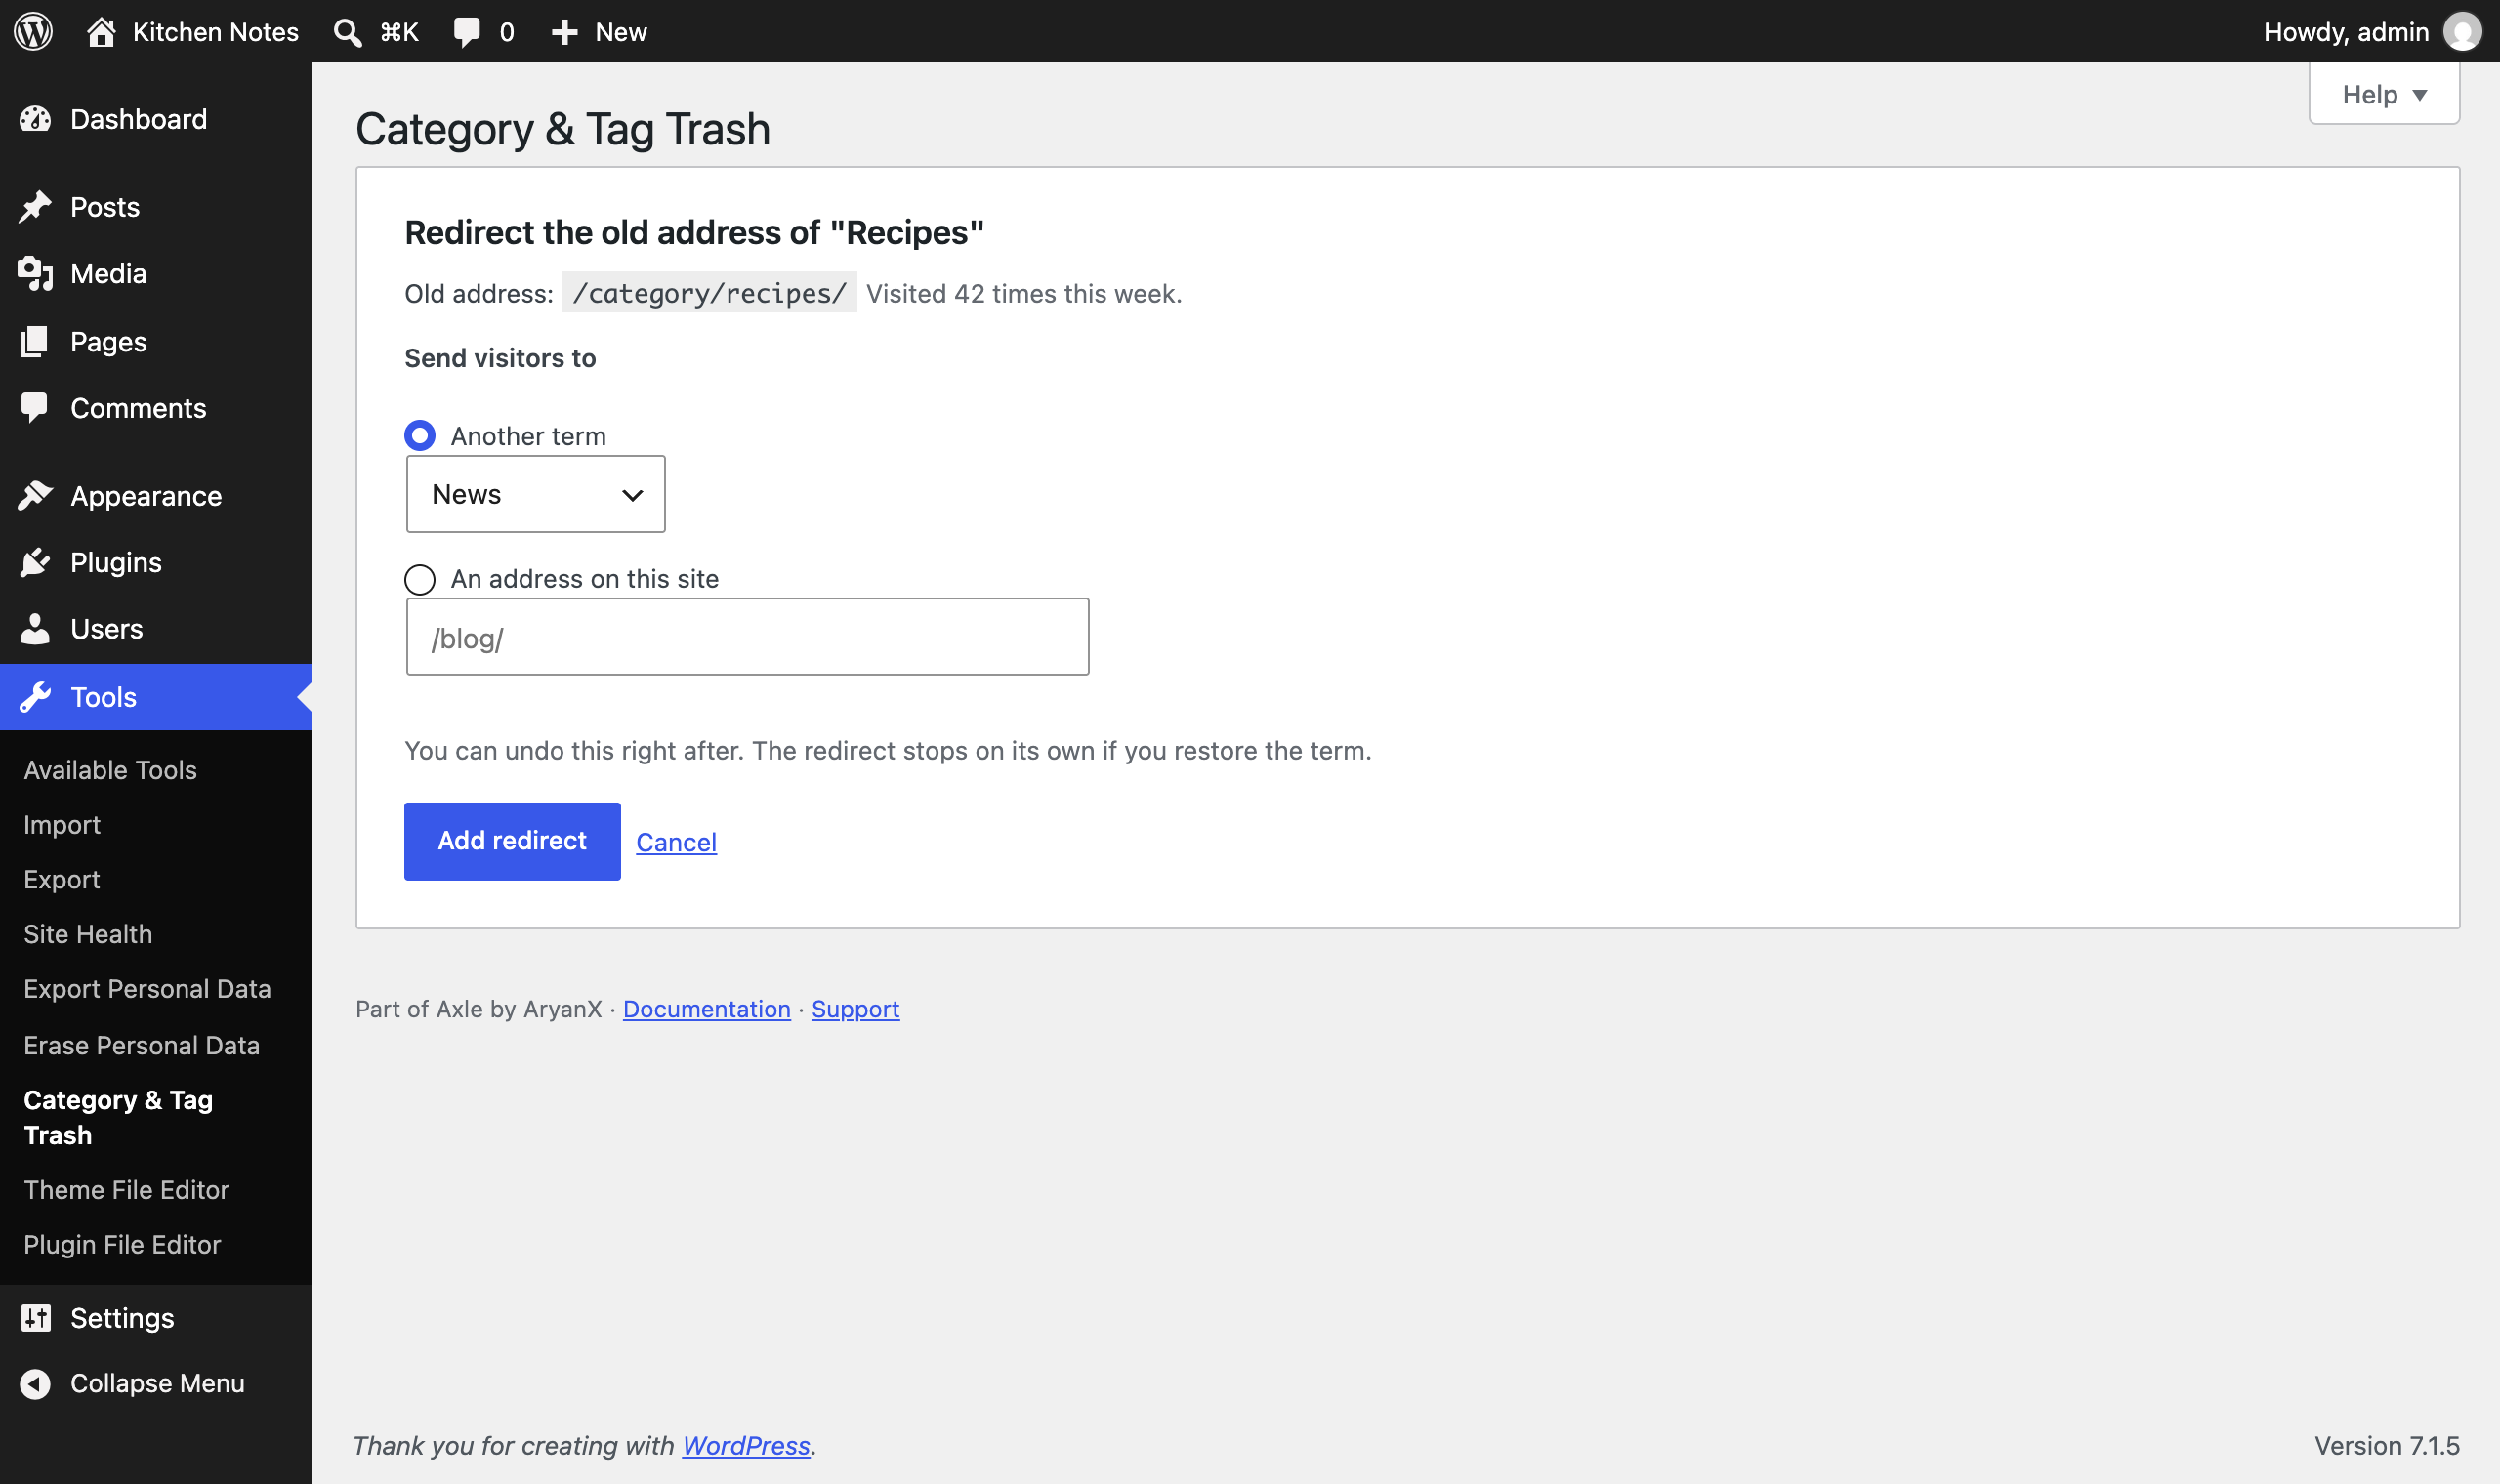 Kitchen Notes
⌘K
0
New
Howdy, admin
Help
Dashboard
Posts
Media
Pages
Comments
Appearance
Plugins
Users
Tools
Available Tools
Import
Export
Site Health
Export Personal Data
Erase Personal Data
Category & Tag
Trash
Theme File Editor
Plugin File Editor
Settings
Collapse Menu
Category & Tag Trash
Redirect the old address of "Recipes"
Old address: /category/recipes/ Visited 42 times this week.
Send visitors to
Another term
News
An address on this site
/blog/
You can undo this right after. The redirect stops on its own if you restore the term.
Add redirect Cancel
Part of Axle by AryanX · Documentation · Support
Thank you for creating with WordPress.
Version 7.1.5